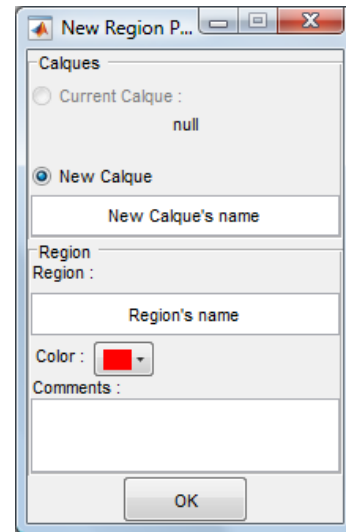 New Region P...
Calques
Current Calque :
null
New Calque
New Calque's name
Region
Region :
Region's name
Color :
Comments :
OK